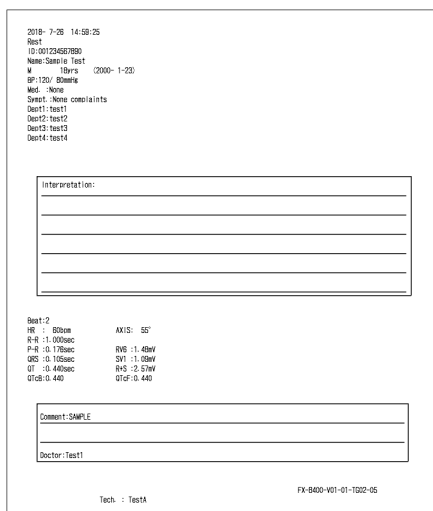 2018- 7-26 14:59:25
Rest
ID:001234567890
Name:Sample Test
M 18yrs (2000- 1-23)
BP:120/ 80mmHg
Med. :None
Sympt.:None complaints
Dept1:test1
Dept2:test2
Dept3:test3
Dept4:test4
Interpretation:
Beat:2
HR : 60bpm AXIS: 55°
R-R :1.000sec
P-R :0.176sec RV6 :1.48mV
QRS :0.105sec SV1 :1.09mV
QT :0.440sec R+S :2.57mV
QTcB:0.440 QTcF:0.440
Comment:SAMPLE
Doctor:Test1
FX-8400-V01-01-TG02-05
Tech. : TestA